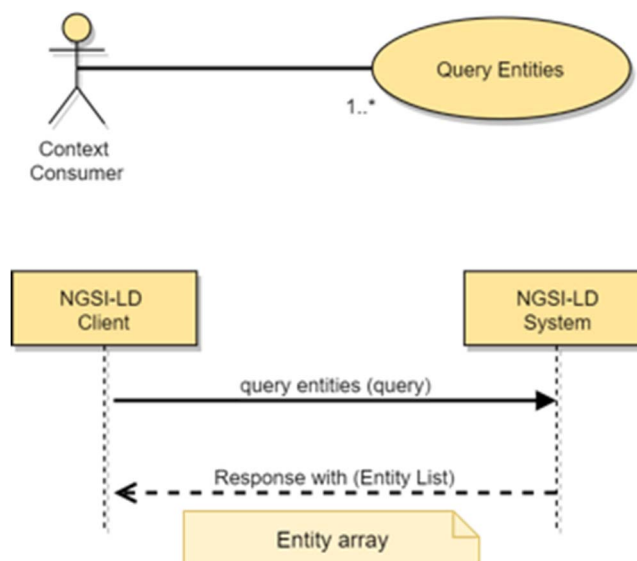 Query Entities
1..*
Context
Consumer
NGSI-LD
Client
NGSI-LD
System
query entities (query)
Response with (Entity List)
Entity array